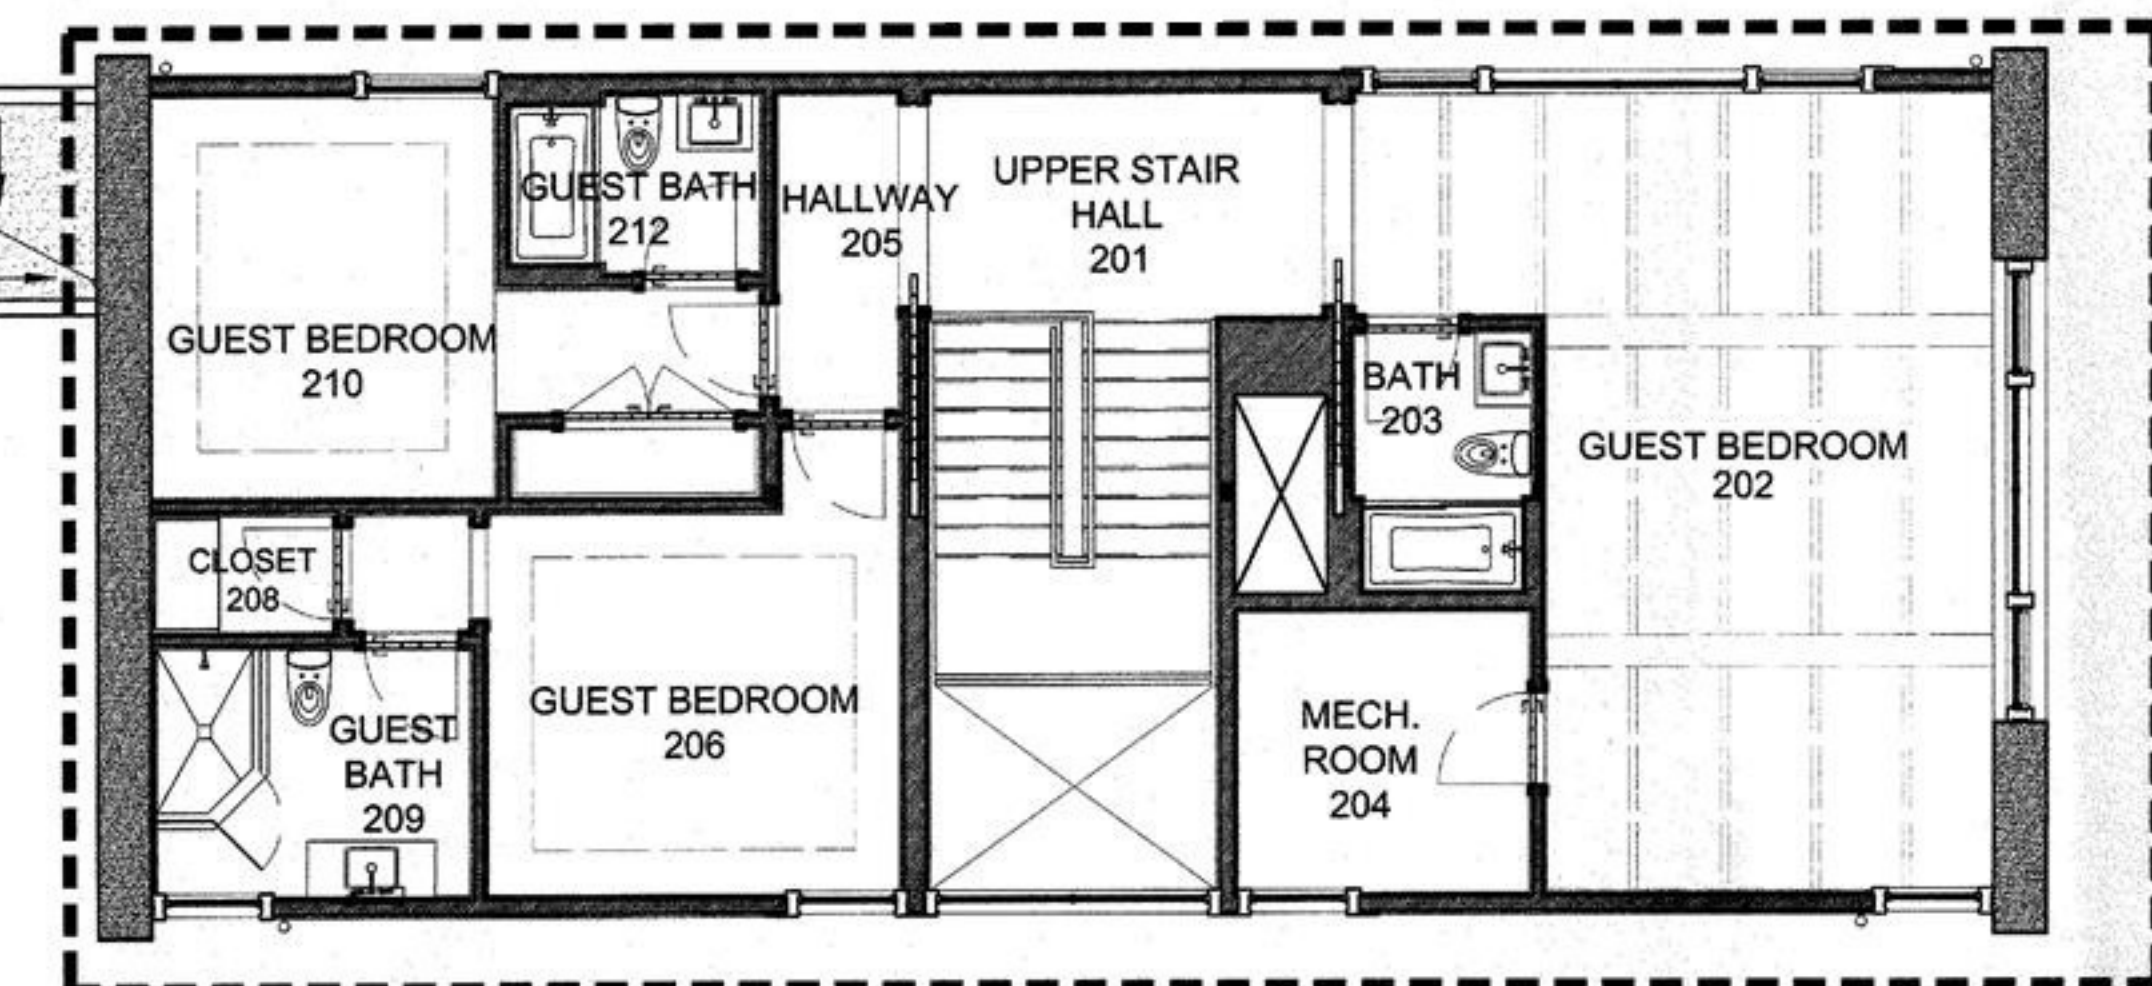 GUEST BEDROOM
210
GUEST BATH
212
HALLWAY
205
UPPER STAIR
HALL
201
BATH
203
GUEST BEDROOM
202
CLOSET
208
GUEST
BATH
209
GUEST BEDROOM
206
MECH.
ROOM
204